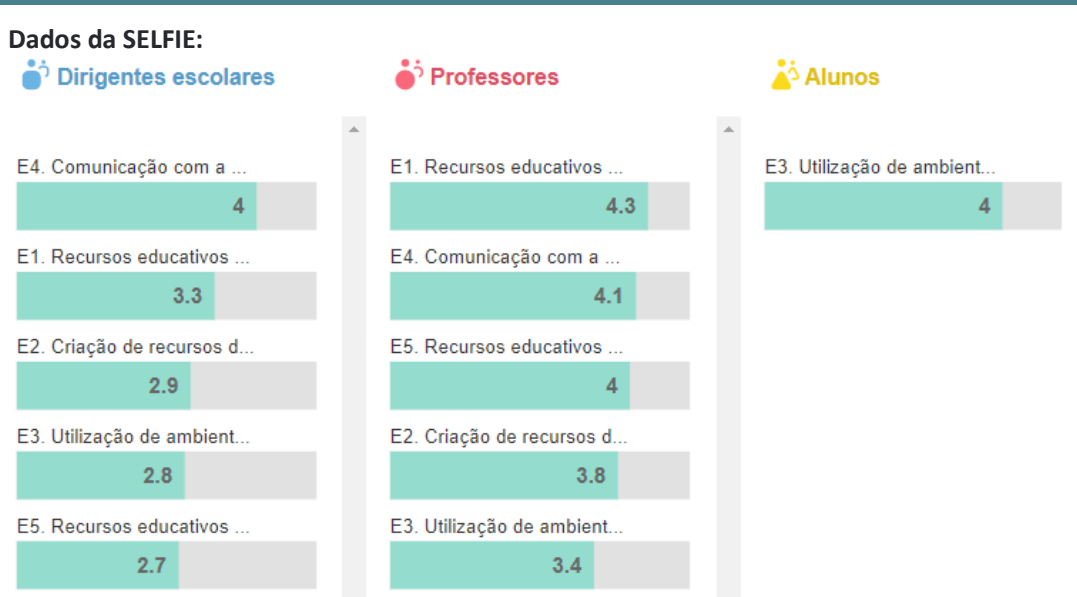 Dados da SELFIE:
Dirigentes escolares
E4. Comunicação com a ...
4
E1. Recursos educativos ...
3.3
E2. Criação de recursos d...
2.9
E3. Utilização de ambient...
2.8
E5. Recursos educativos ...
2.7
Professores
E1. Recursos educativos ...
4.3
E4. Comunicação com a ...
4.1
E5. Recursos educativos ...
4
E2. Criação de recursos d...
3.8
E3. Utilização de ambient...
3.4
Alunos
E3. Utilização de ambient...
4